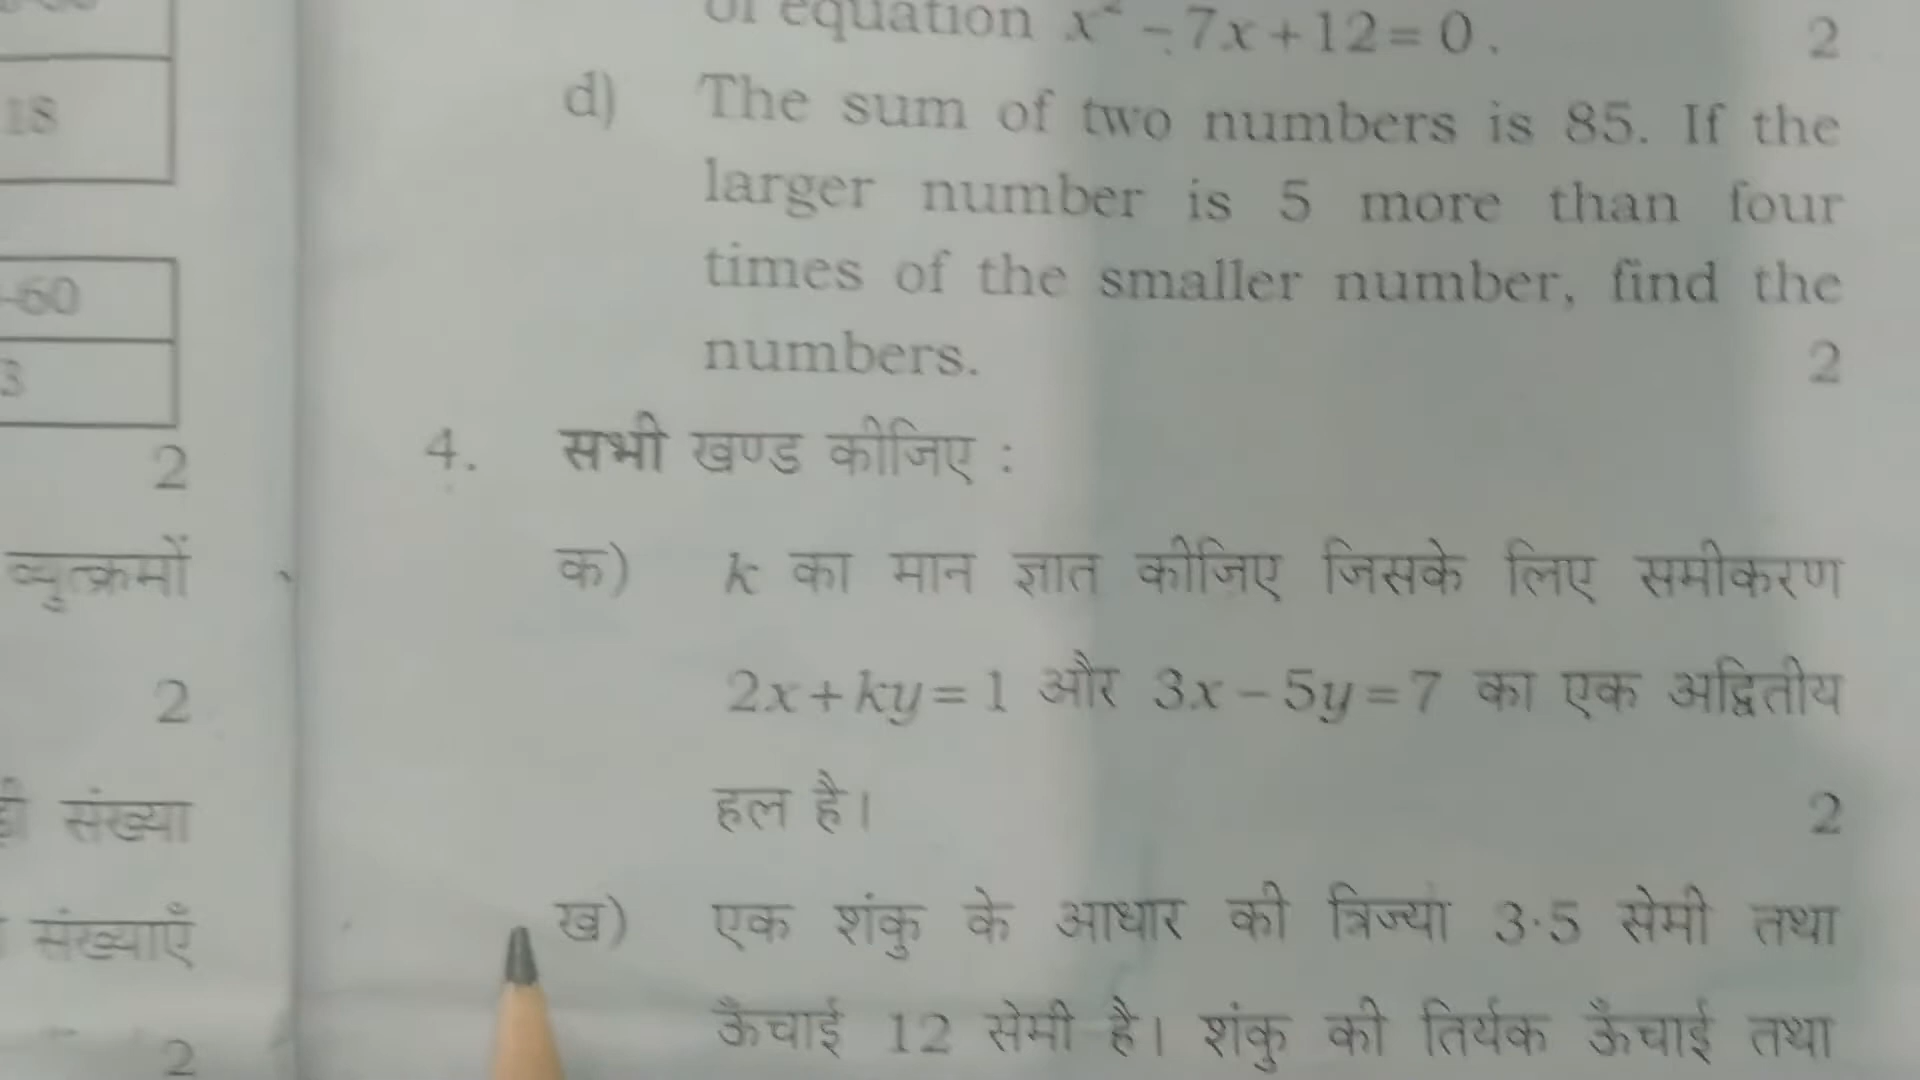 18
-60
3
2
व्युत्क्रमों
2
संख्या
संख्याएँ
2
of equation x² - 7x + 12 = 0. 2
d) The sum of two numbers is 85. If the
larger number is 5 more than four
times of the smaller number, find the
numbers. 2
4. सभी खण्ड कीजिए :
क) k का मान ज्ञात कीजिए जिसके लिए समीकरण
2x + ky = 1 और 3x - 5y = 7 का एक अद्वितीय
हल है। 2
ख) एक शंकु के आधार की त्रिज्या 3·5 सेमी तथा
ऊँचाई 12 सेमी है। शंकु की तिर्यक ऊँचाई तथा